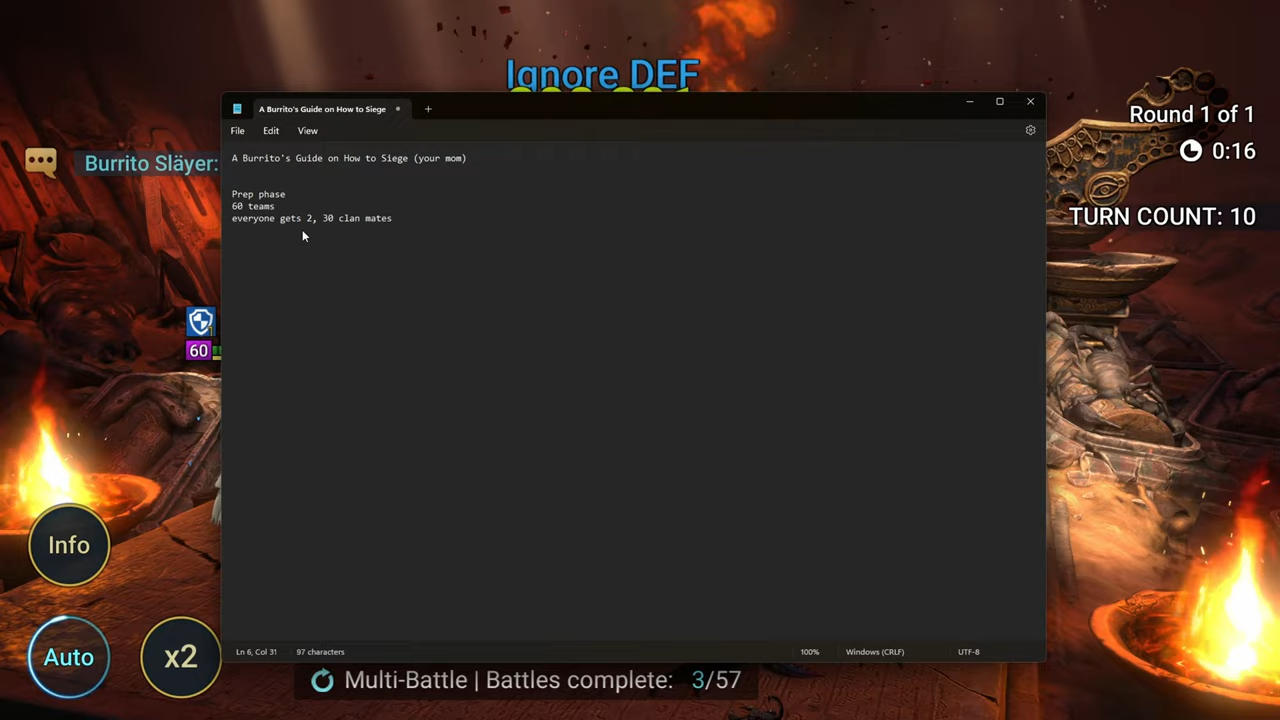 Ignore DEF
A Burrito's Guide on How to Siege
File Edit View
Round 1 of 1
0:16
Burrito Släyer:
A Burrito's Guide on How to Siege (your mom)
Prep phase
60 teams
everyone gets 2, 30 clan mates
TURN COUNT: 10
60
Info
Auto
x2
Ln 6, Col 31
97 characters
100%
Windows (CRLF)
UTF-8
Multi-Battle | Battles complete: 3/57